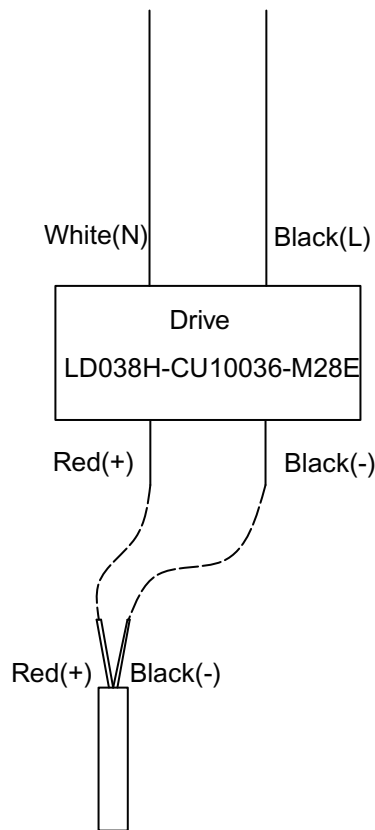 White(N) Black(L)
Drive
LD038H-CU10036-M28E
Red(+) Black(-)
Red(+) Black(-)